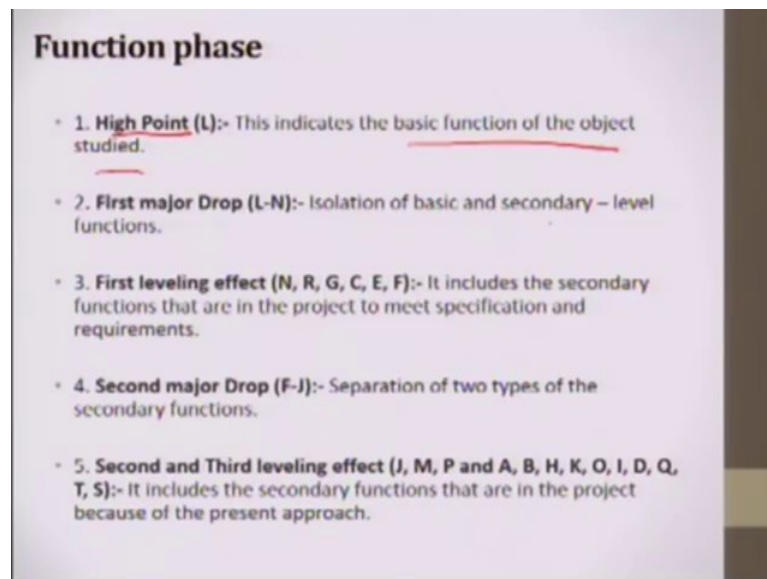 Function phase
• 1. High Point (L):- This indicates the basic function of the object
studied.
• 2. First major Drop (L-N):- Isolation of basic and secondary – level
functions.
• 3. First leveling effect (N, R, G, C, E, F):- It includes the secondary
functions that are in the project to meet specification and
requirements.
• 4. Second major Drop (F-J):- Separation of two types of the
secondary functions.
• 5. Second and Third leveling effect (J, M, P and A, B, H, K, O, I, D, Q,
T, S):- It includes the secondary functions that are in the project
because of the present approach.